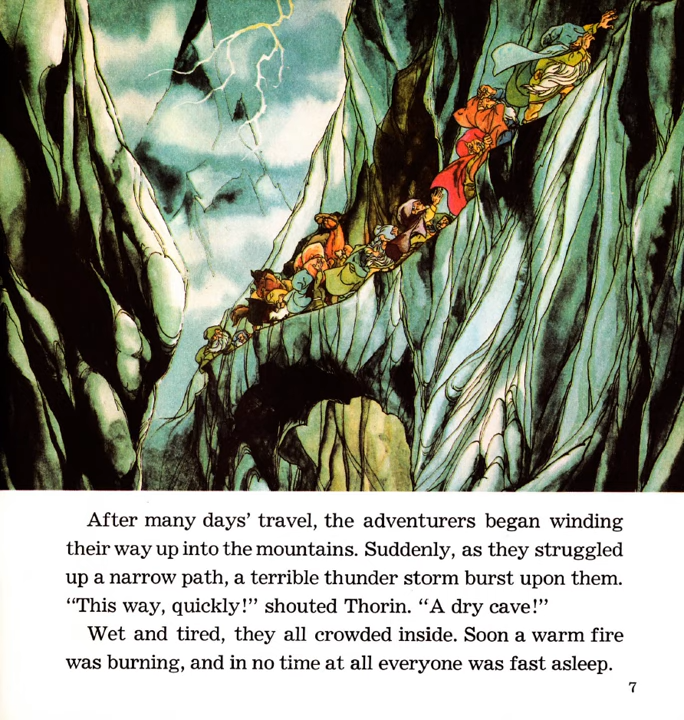 After many days’ travel, the adventurers began winding
their way up into the mountains. Suddenly, as they struggled
up a narrow path, a terrible thunder storm burst upon them.
“This way, quickly!” shouted Thorin. “A dry cave!”
Wet and tired, they all crowded inside. Soon a warm fire
was burning, and in no time at all everyone was fast asleep.
7